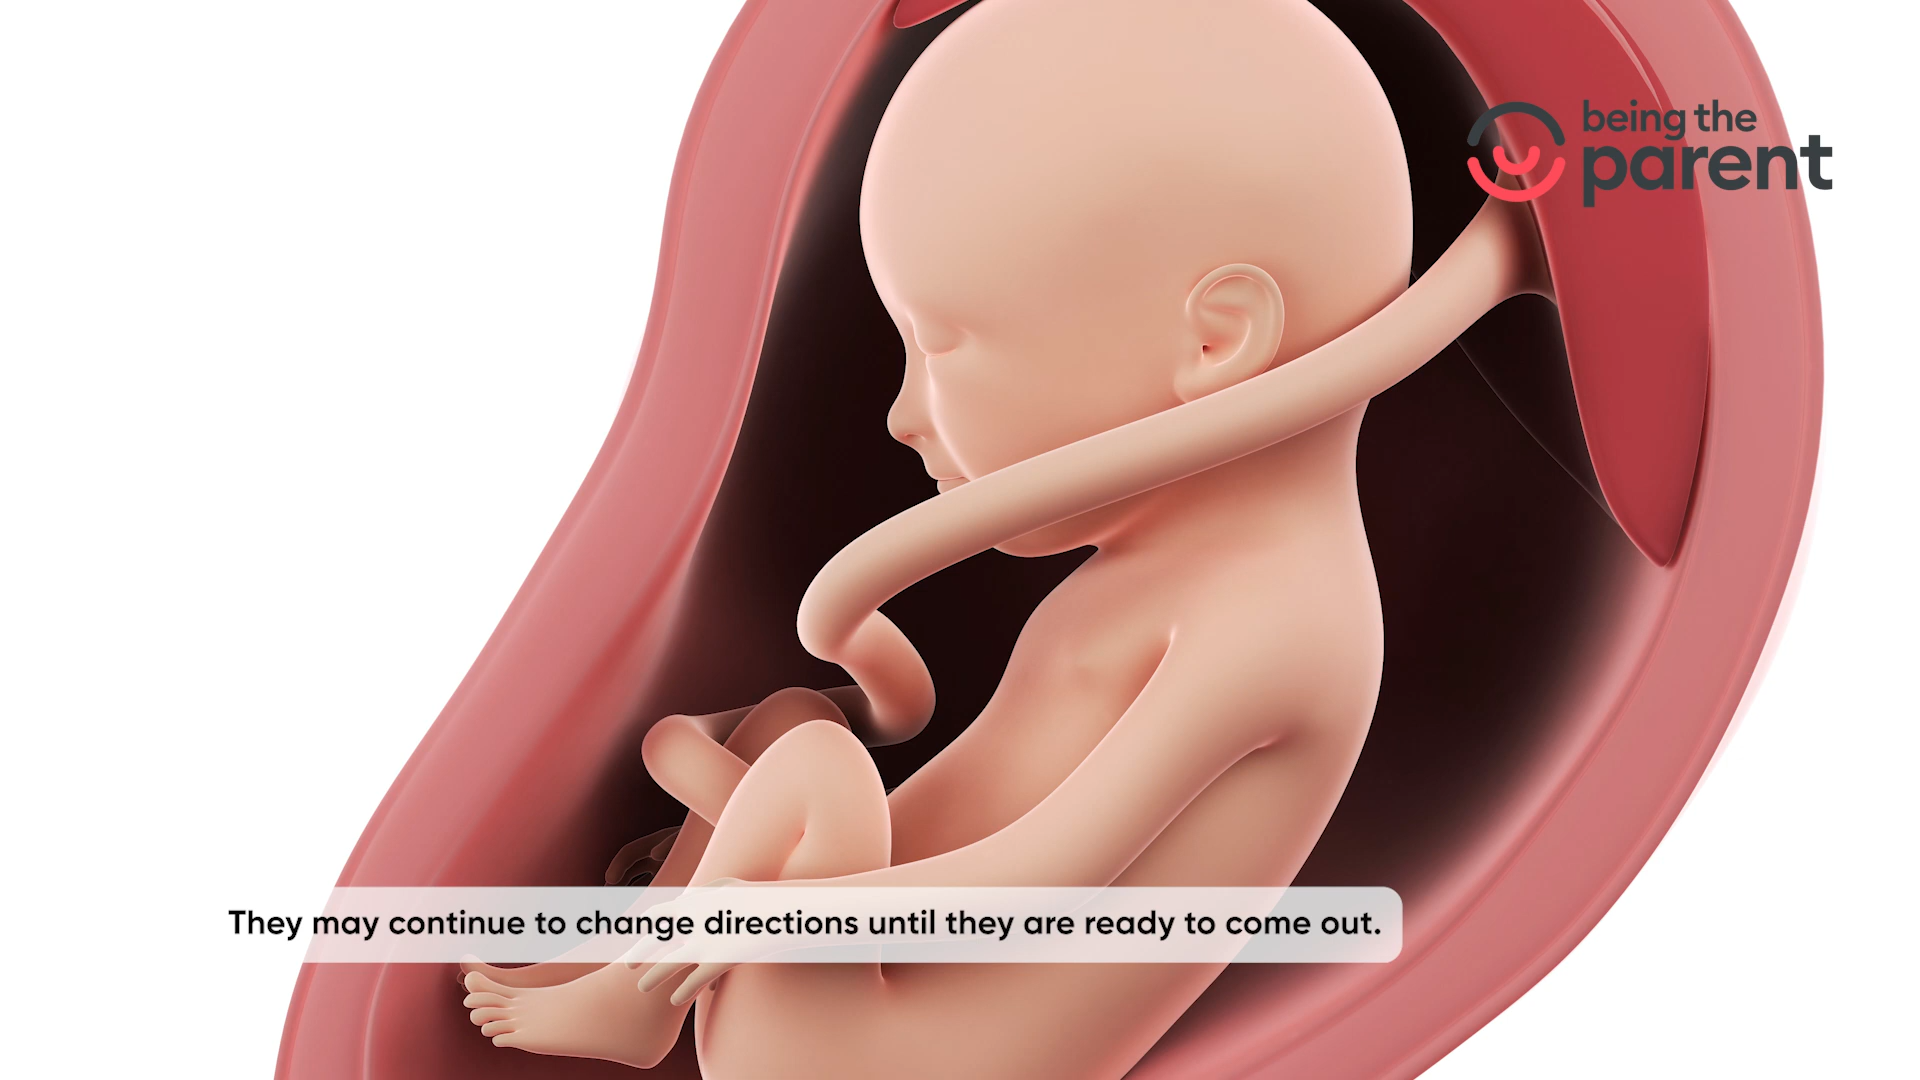 being the
parent
They may continue to change directions until they are ready to come out.